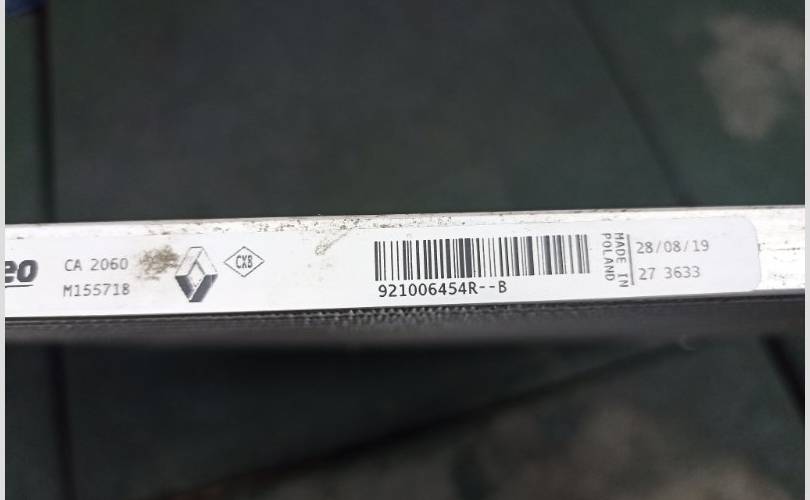 eo
CA 2060
M155718
CXB
921006454R--B
MADE IN
POLAND
28/08/19
27 3633